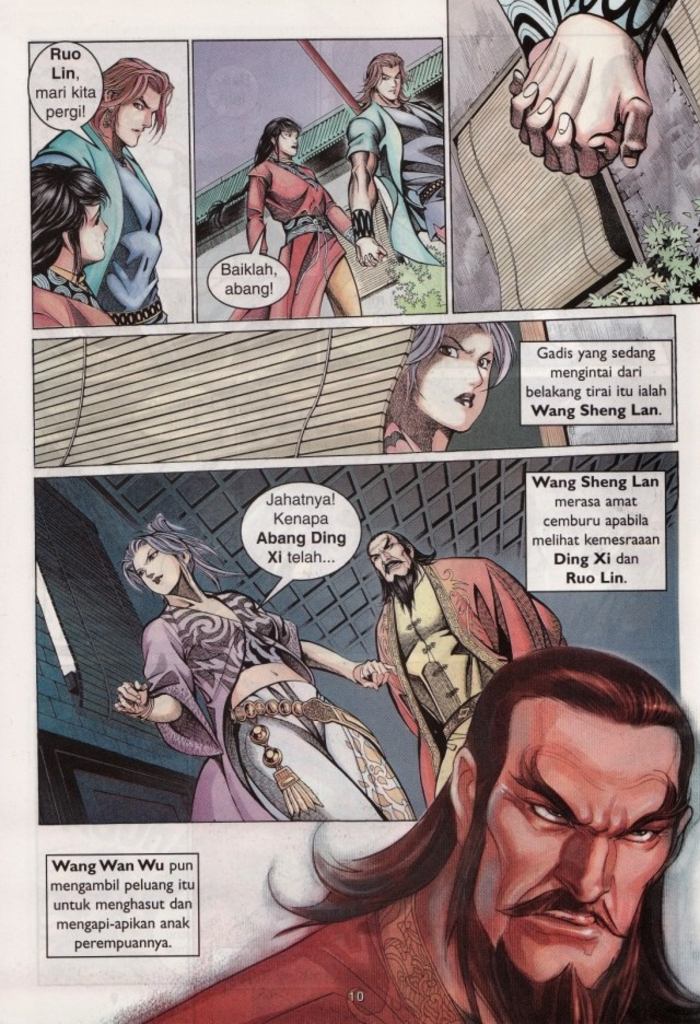 Ruo
Lin,
mari kita
pergi!
Baiklah,
abang!
Gadis yang sedang
mengintai dari
belakang tirai itu ialah
Wang Sheng Lan.
Jahatnya!
Kenapa
Abang Ding
Xi telah...
Wang Sheng Lan
merasa amat
cemburu apabila
melihat kemesraaan
Ding Xi dan
Ruo Lin.
Wang Wan Wu pun
mengambil peluang itu
untuk menghasut dan
mengapi-apikan anak
perempuannya.
10